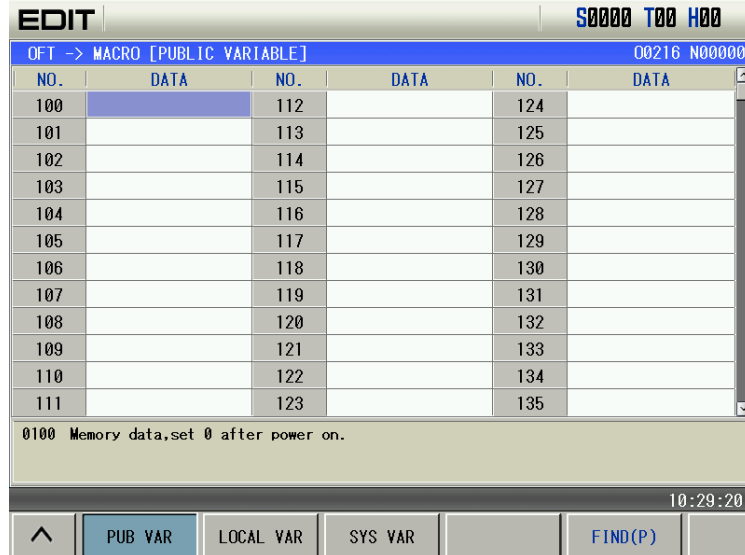 EDIT S0000 T00 H00
OFT -> MACRO [PUBLIC VARIABLE] O0216 N00000
NO. DATA NO. DATA NO. DATA
100 112 124
101 113 125
102 114 126
103 115 127
104 116 128
105 117 129
106 118 130
107 119 131
108 120 132
109 121 133
110 122 134
111 123 135
0100 Memory data,set 0 after power on.
10:29:20
PUB VAR LOCAL VAR SYS VAR FIND(P)